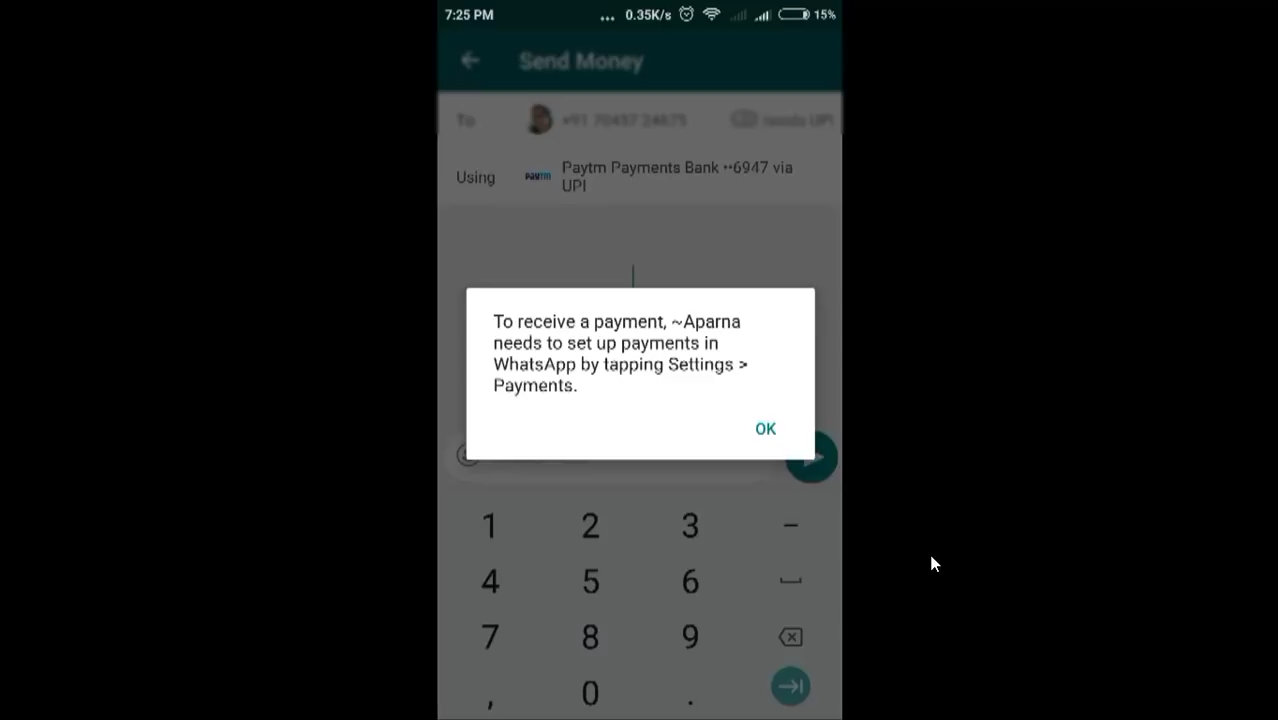 7:25 PM ... 0.35K/s 15%
Send Money
To
needs UPI
Using
Paytm Payments Bank ••6947 via
UPI
To receive a payment, ~Aparna
needs to set up payments in
WhatsApp by tapping Settings >
Payments.
OK
1 2 3 –
4 5 6
7 8 9
, 0 .